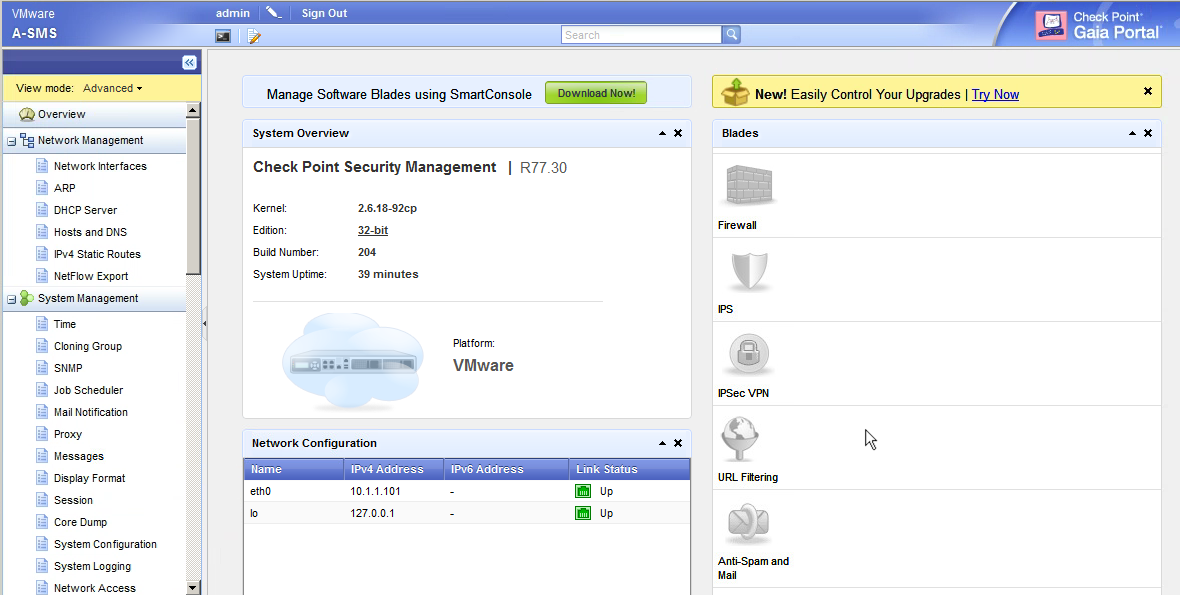 VMware
A-SMS
admin
Sign Out
Search
Check Point
Gaia Portal
View mode: Advanced
Overview
Network Management
Network Interfaces
ARP
DHCP Server
Hosts and DNS
IPv4 Static Routes
NetFlow Export
System Management
Time
Cloning Group
SNMP
Job Scheduler
Mail Notification
Proxy
Messages
Display Format
Session
Core Dump
System Configuration
System Logging
Network Access
Manage Software Blades using SmartConsole Download Now!
System Overview
Check Point Security Management | R77.30
Kernel: 2.6.18-92cp
Edition: 32-bit
Build Number: 204
System Uptime: 39 minutes
Platform:
VMware
Network Configuration
Name IPv4 Address IPv6 Address Link Status
eth0 10.1.1.101 - Up
lo 127.0.0.1 - Up
New! Easily Control Your Upgrades | Try Now
Blades
Firewall
IPS
IPSec VPN
URL Filtering
Anti-Spam and
Mail